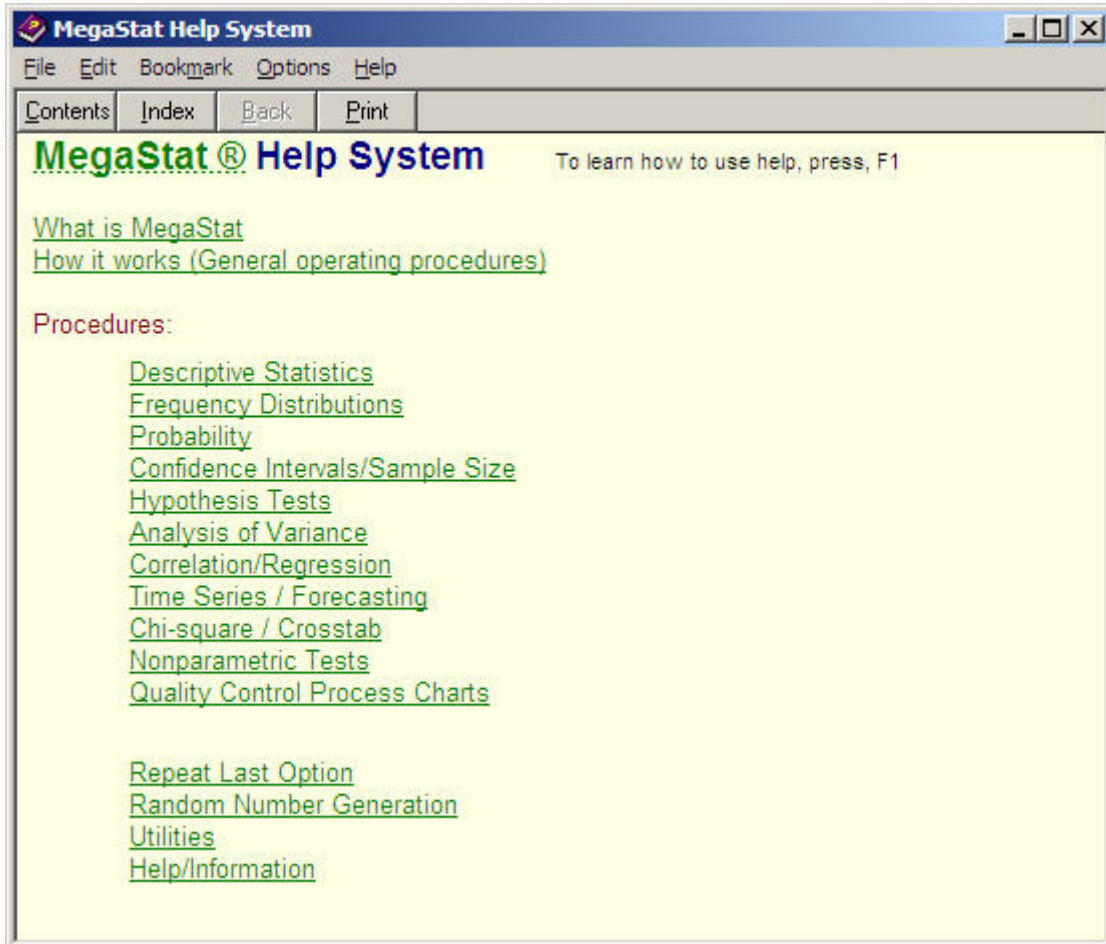 MegaStat Help System
File Edit Bookmark Options Help
Contents Index Back Print
MegaStat ® Help System To learn how to use help, press, F1
What is MegaStat
How it works (General operating procedures)
Procedures:
Descriptive Statistics
Frequency Distributions
Probability
Confidence Intervals/Sample Size
Hypothesis Tests
Analysis of Variance
Correlation/Regression
Time Series / Forecasting
Chi-square / Crosstab
Nonparametric Tests
Quality Control Process Charts
Repeat Last Option
Random Number Generation
Utilities
Help/Information